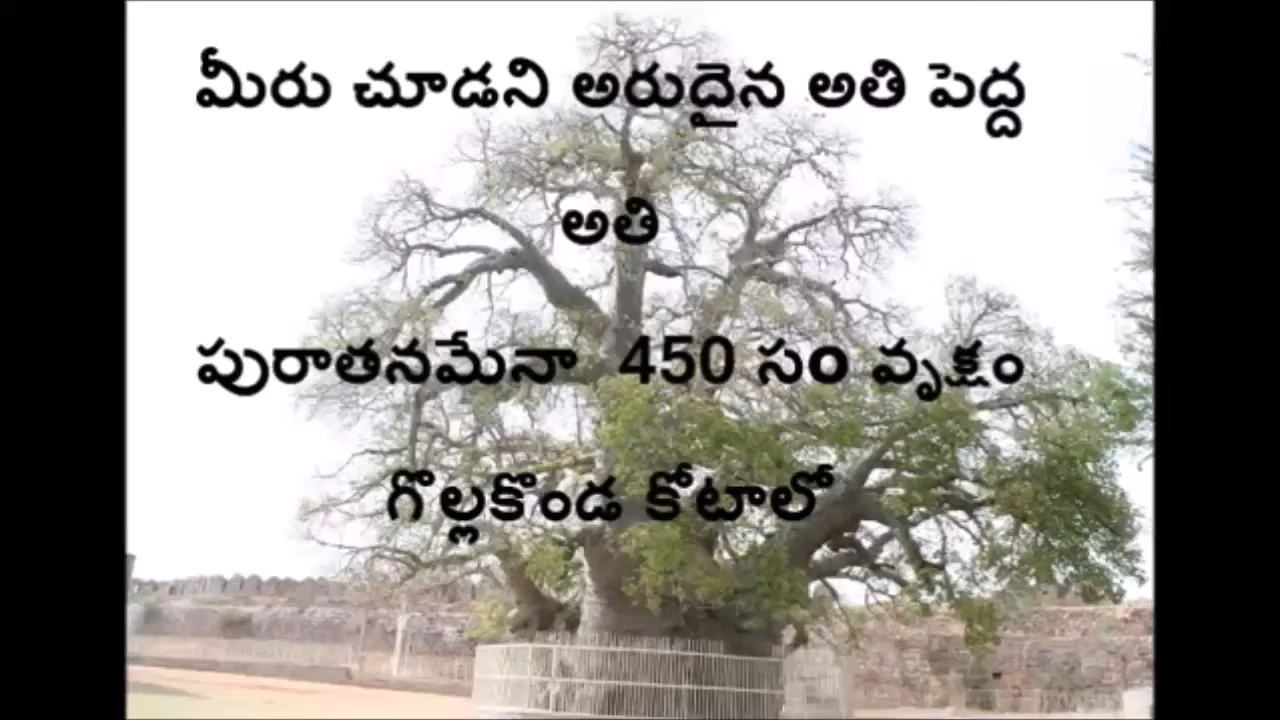 మీరు చూడని అరుదైన అతి పెద్ద
అతి
పురాతనమేనా 450 సం వృక్షం
గొల్లకొండ కోటాలో